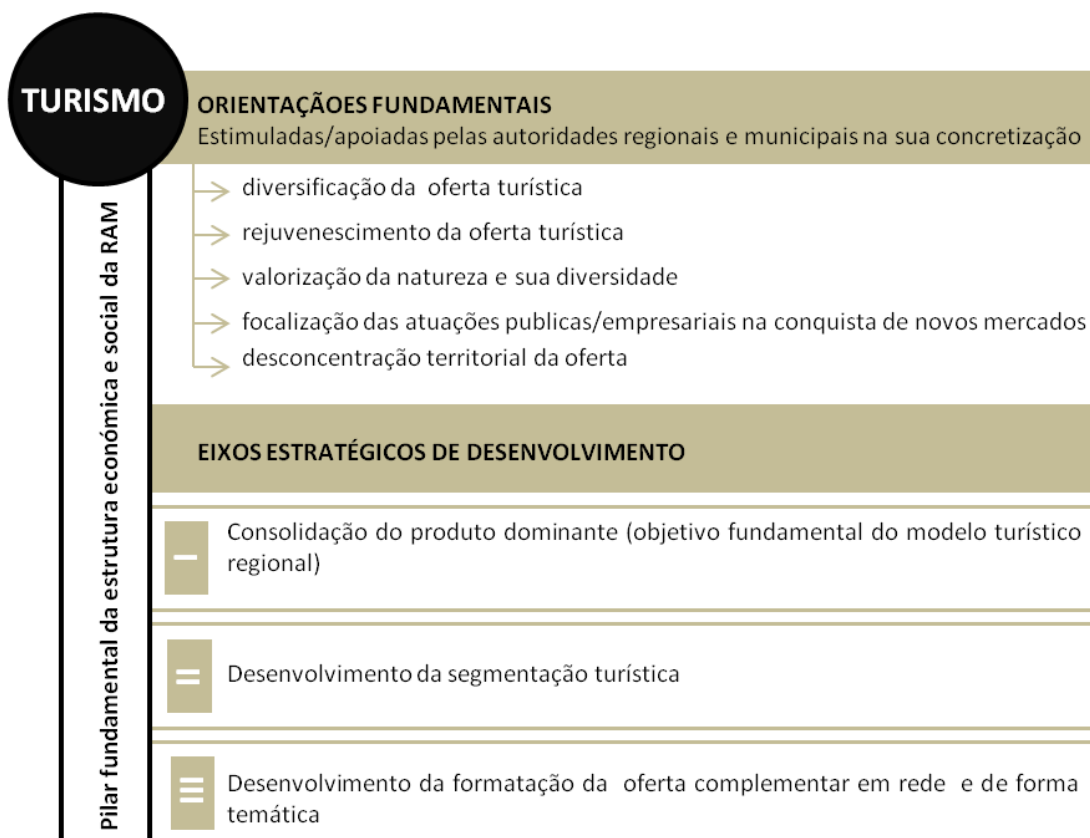 TURISMO
ORIENTAÇÃOES FUNDAMENTAIS
Estimuladas/apoiadas pelas autoridades regionais e municipais na sua concretização
diversificação da oferta turística
rejuvenescimento da oferta turística
valorização da natureza e sua diversidade
focalização das atuações publicas/empresariais na conquista de novos mercados
desconcentração territorial da oferta
Pilar fundamental da estrutura económica e social da RAM
EIXOS ESTRATÉGICOS DE DESENVOLVIMENTO
I
Consolidação do produto dominante (objetivo fundamental do modelo turístico
regional)
II
Desenvolvimento da segmentação turística
III
Desenvolvimento da formatação da oferta complementar em rede e de forma
temática